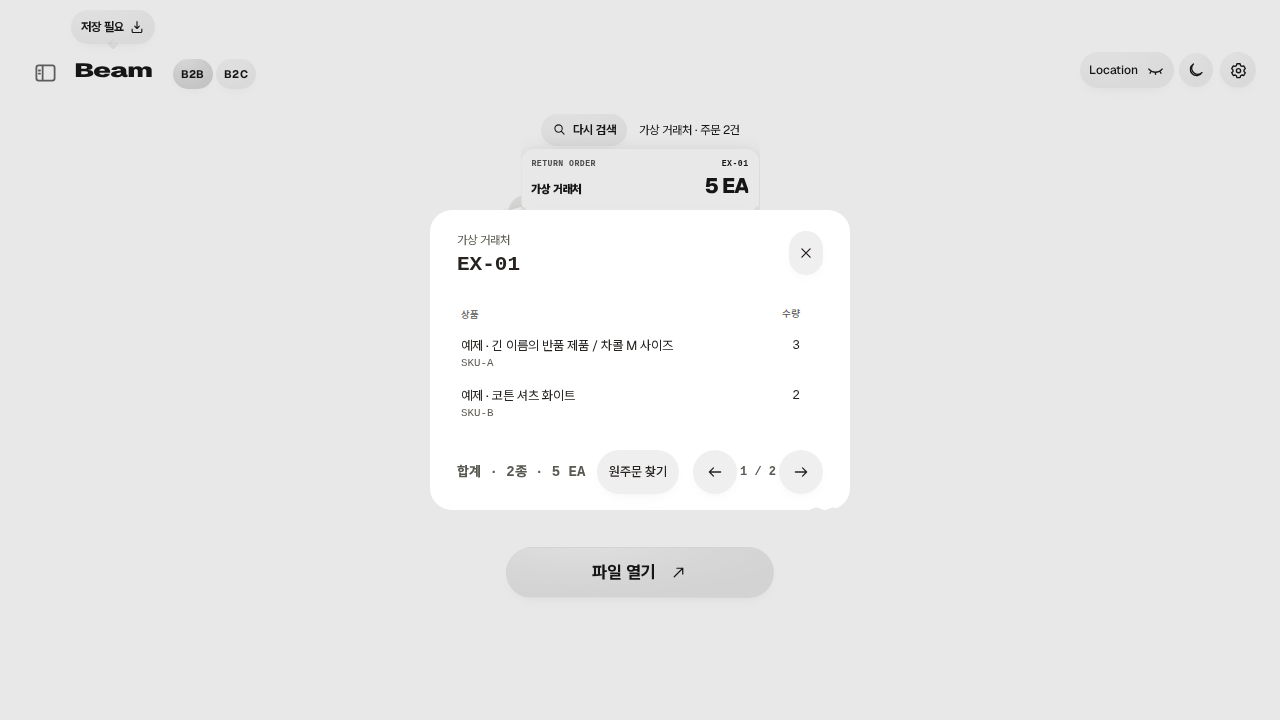 저장 필요
Beam
B2B
B2C
Location
다시 검색
가상 거래처 · 주문 2건
RETURN ORDER
EX-01
가상 거래처
5 EA
가상 거래처
EX-01
상품
수량
예제 · 긴 이름의 반품 제품 / 차콜 M 사이즈
3
SKU-A
예제 · 코튼 셔츠 화이트
2
SKU-B
합계 · 2종 · 5 EA
원주문 찾기
1 / 2
파일 열기